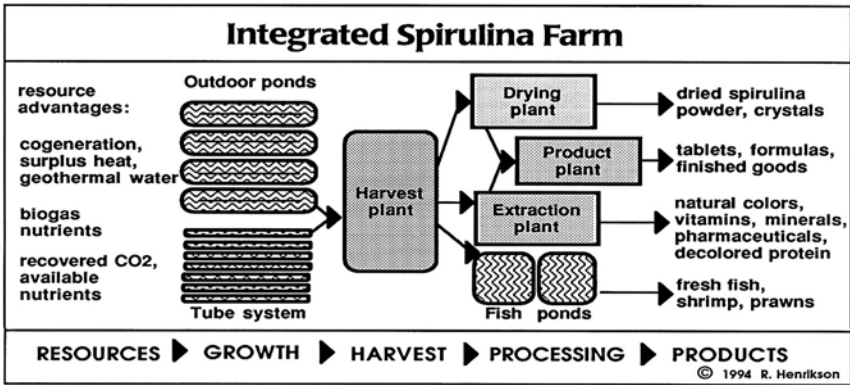 Integrated Spirulina Farm
resource
advantages:
cogeneration,
surplus heat,
geothermal water
biogas
nutrients
recovered CO2,
available
nutrients
Outdoor ponds
Tube system
Harvest
plant
Drying
plant
Product
plant
Extraction
plant
Fish ponds
dried spirulina
powder, crystals
tablets, formulas,
finished goods
natural colors,
vitamins, minerals,
pharmaceuticals,
decolored protein
fresh fish,
shrimp, prawns
RESOURCES GROWTH HARVEST PROCESSING PRODUCTS
© 1994 R. Henrikson